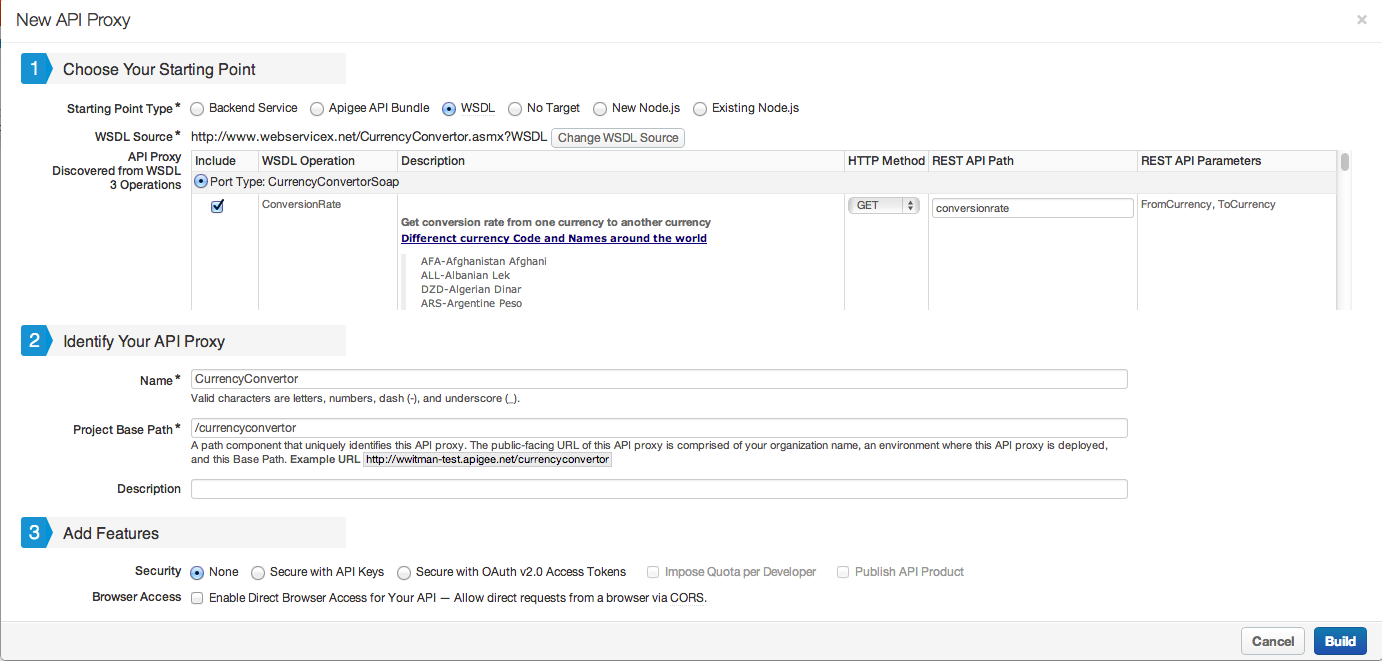 New API Proxy ×
1 Choose Your Starting Point
Starting Point Type * Backend Service Apigee API Bundle WSDL No Target New Node.js Existing Node.js
WSDL Source * http://www.webservicex.net/CurrencyConvertor.asmx?WSDL Change WSDL Source
API Proxy
Discovered from WSDL
3 Operations
Include WSDL Operation Description HTTP Method REST API Path REST API Parameters
Port Type: CurrencyConvertorSoap
ConversionRate GET conversionrate FromCurrency, ToCurrency
Get conversion rate from one currency to another currency
Differenct currency Code and Names around the world
AFA-Afghanistan Afghani
ALL-Albanian Lek
DZD-Algerian Dinar
ARS-Argentine Peso
2 Identify Your API Proxy
Name * CurrencyConvertor
Valid characters are letters, numbers, dash (-), and underscore (_).
Project Base Path * /currencyconvertor
A path component that uniquely identifies this API proxy. The public-facing URL of this API proxy is comprised of your organization name, an environment where this API proxy is deployed,
and this Base Path. Example URL http://wwitman-test.apigee.net/currencyconvertor
Description
3 Add Features
Security None Secure with API Keys Secure with OAuth v2.0 Access Tokens Impose Quota per Developer Publish API Product
Browser Access Enable Direct Browser Access for Your API — Allow direct requests from a browser via CORS.
Cancel Build